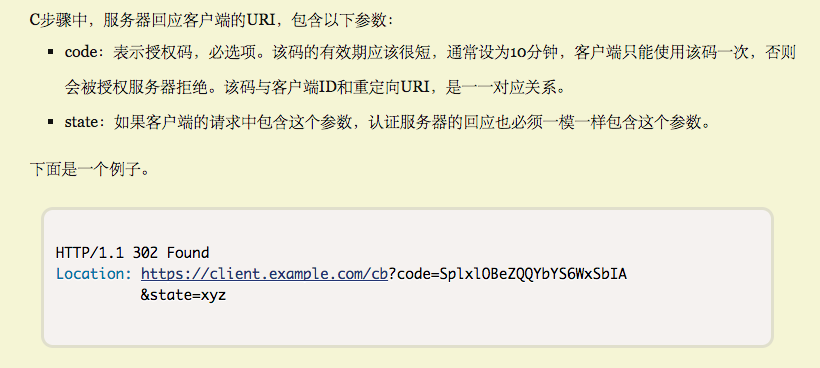 C步骤中，服务器回应客户端的URI，包含以下参数：
▪ code：表示授权码，必选项。该码的有效期应该很短，通常设为10分钟，客户端只能使用该码一次，否则
会被授权服务器拒绝。该码与客户端ID和重定向URI，是一一对应关系。
▪ state：如果客户端的请求中包含这个参数，认证服务器的回应也必须一模一样包含这个参数。
下面是一个例子。
HTTP/1.1 302 Found
Location: https://client.example.com/cb?code=SplxlOBeZQQYbYS6WxSbIA
&state=xyz